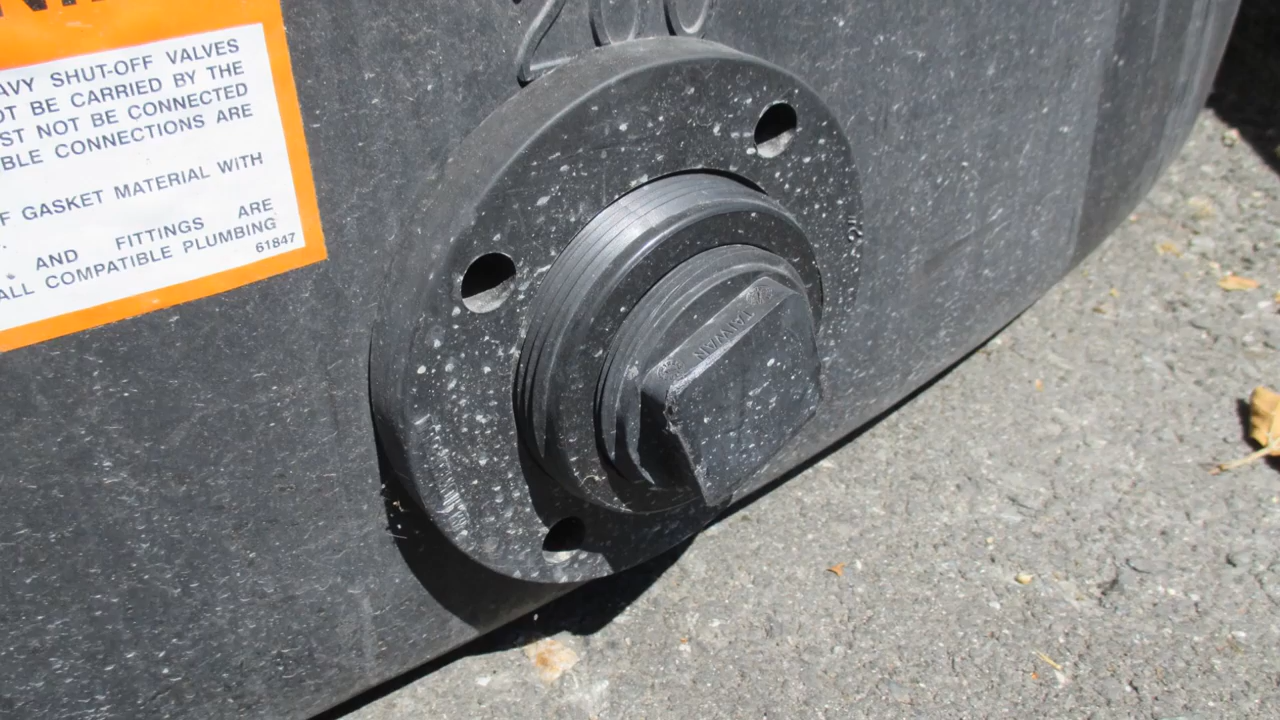 AVY SHUT-OFF VALVES
OT BE CARRIED BY THE
ST NOT BE CONNECTED
BLE CONNECTIONS ARE
F GASKET MATERIAL WITH
AND FITTINGS ARE
ALL COMPATIBLE PLUMBING
61847
TAIWAN